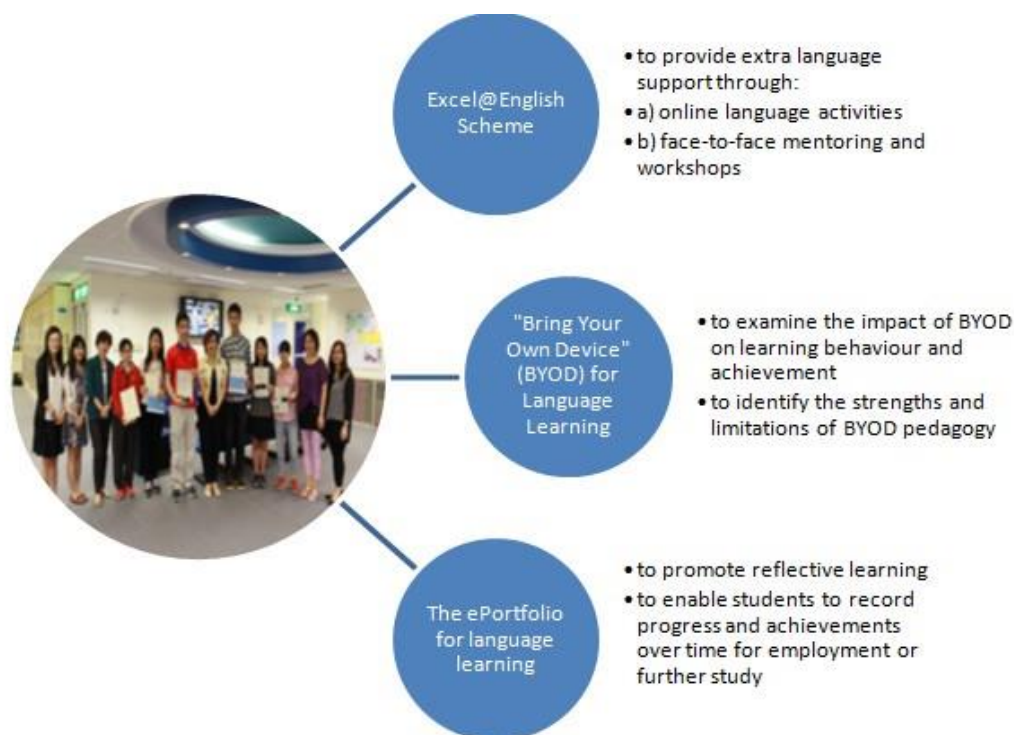 Excel@English
Scheme
• to provide extra language
support through:
• a) online language activities
• b) face-to-face mentoring and
workshops
"Bring Your
Own Device"
(BYOD) for
Language
Learning
• to examine the impact of BYOD
on learning behaviour and
achievement
• to identify the strengths and
limitations of BYOD pedagogy
The ePortfolio
for language
learning
• to promote reflective learning
• to enable students to record
progress and achievements
over time for employment or
further study